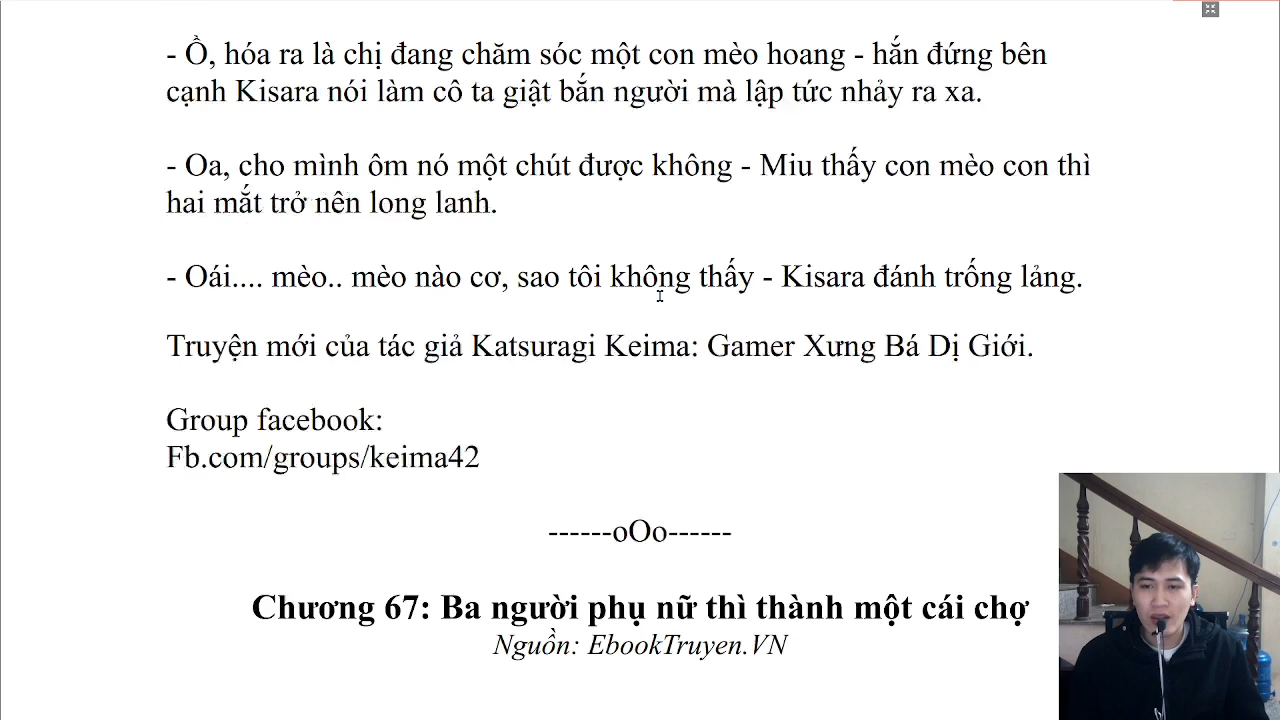 - Ồ, hóa ra là chị đang chăm sóc một con mèo hoang - hắn đứng bên
cạnh Kisara nói làm cô ta giật bắn người mà lập tức nhảy ra xa.
- Oa, cho mình ôm nó một chút được không - Miu thấy con mèo con thì
hai mắt trở nên long lanh.
- Oái.... mèo.. mèo nào cơ, sao tôi không thấy - Kisara đánh trống lảng.
Truyện mới của tác giả Katsuragi Keima: Gamer Xưng Bá Dị Giới.
Group facebook:
Fb.com/groups/keima42
------oOo------
Chương 67: Ba người phụ nữ thì thành một cái chợ
Nguồn: EbookTruyen.VN